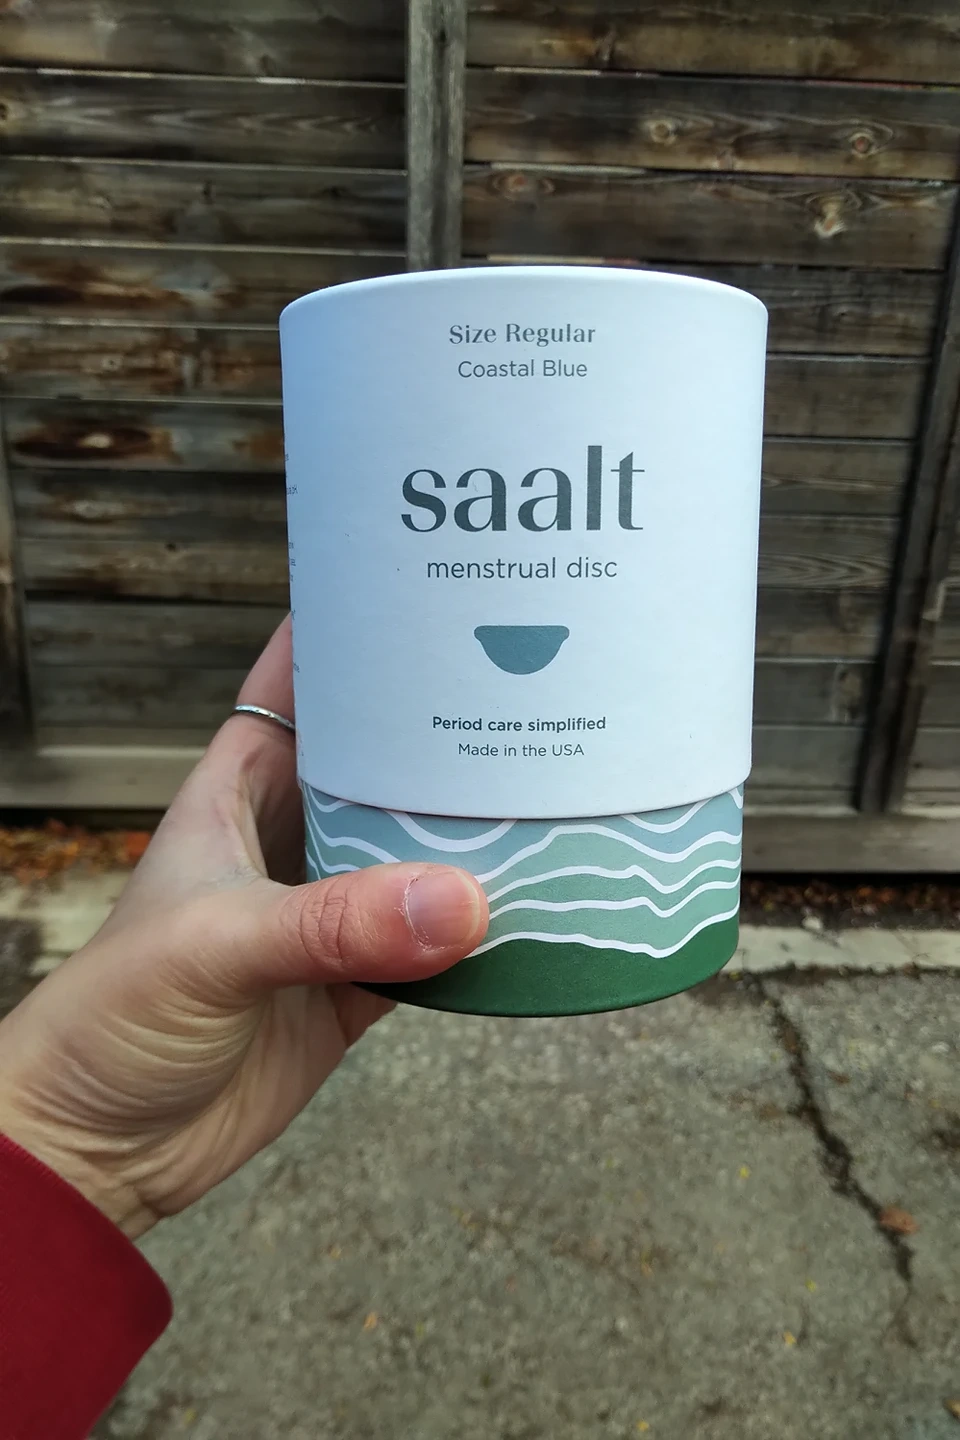 Size Regular
Coastal Blue
saalt
menstrual disc
Period care simplified
Made in the USA